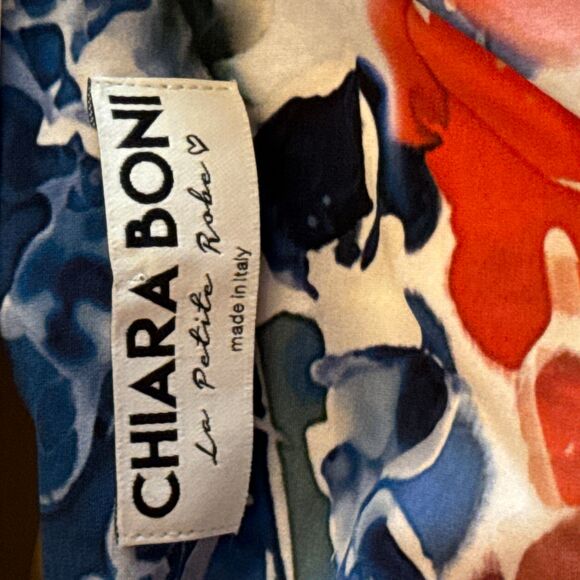 CHIARA BONI
La Petite Robe♡
made in Italy